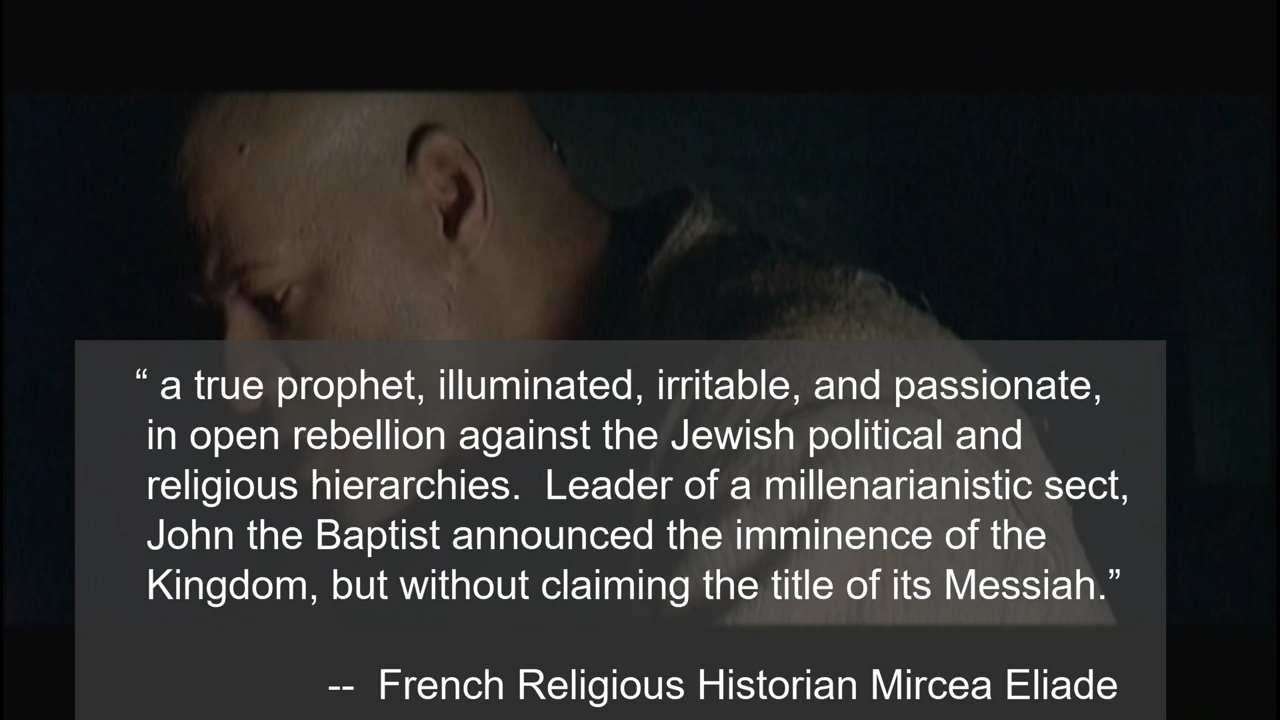 “ a true prophet, illuminated, irritable, and passionate,
in open rebellion against the Jewish political and
religious hierarchies.  Leader of a millenarianistic sect,
John the Baptist announced the imminence of the
Kingdom, but without claiming the title of its Messiah.”
--  French Religious Historian Mircea Eliade